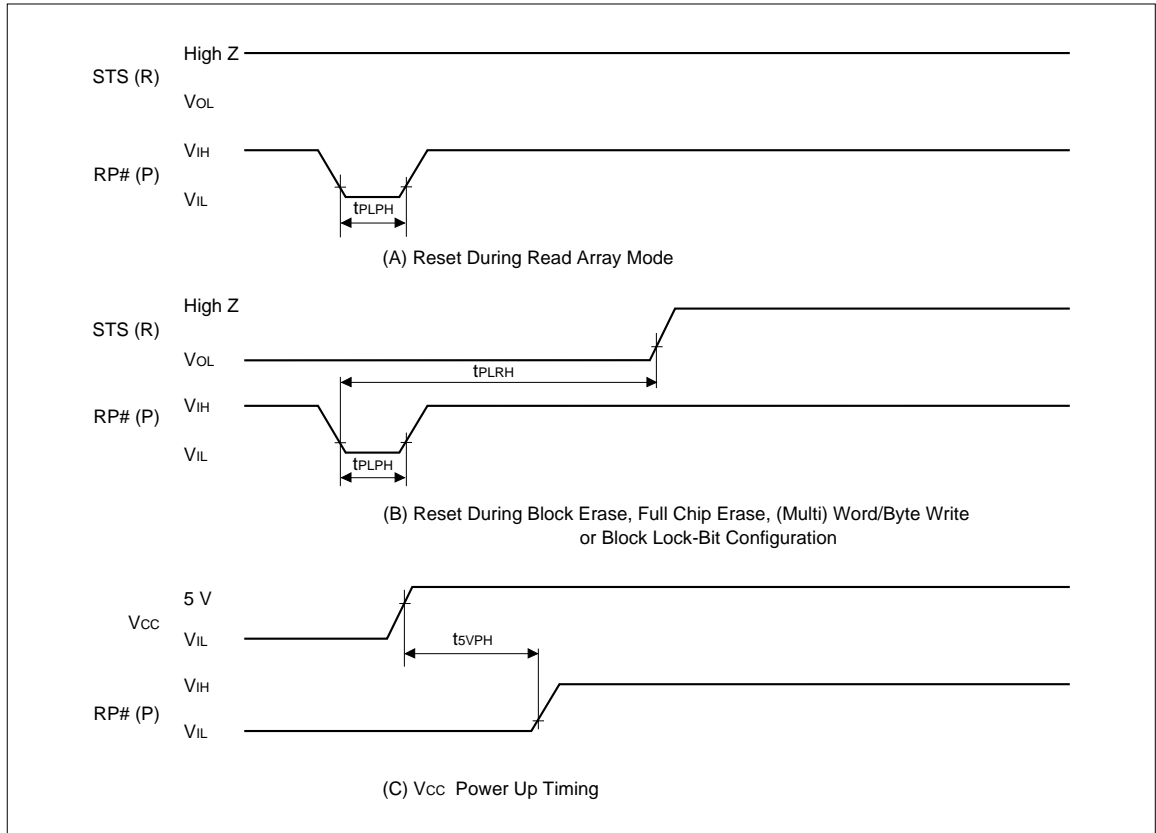 High Z
STS (R)
VOL
VIH
RP# (P)
VIL
tPLPH
(A) Reset During Read Array Mode
High Z
STS (R)
VOL
tPLRH
VIH
RP# (P)
VIL
tPLPH
(B) Reset During Block Erase, Full Chip Erase, (Multi) Word/Byte Write
or Block Lock-Bit Configuration
5 V
VCC
VIL
t5VPH
VIH
RP# (P)
VIL
(C) VCC Power Up Timing